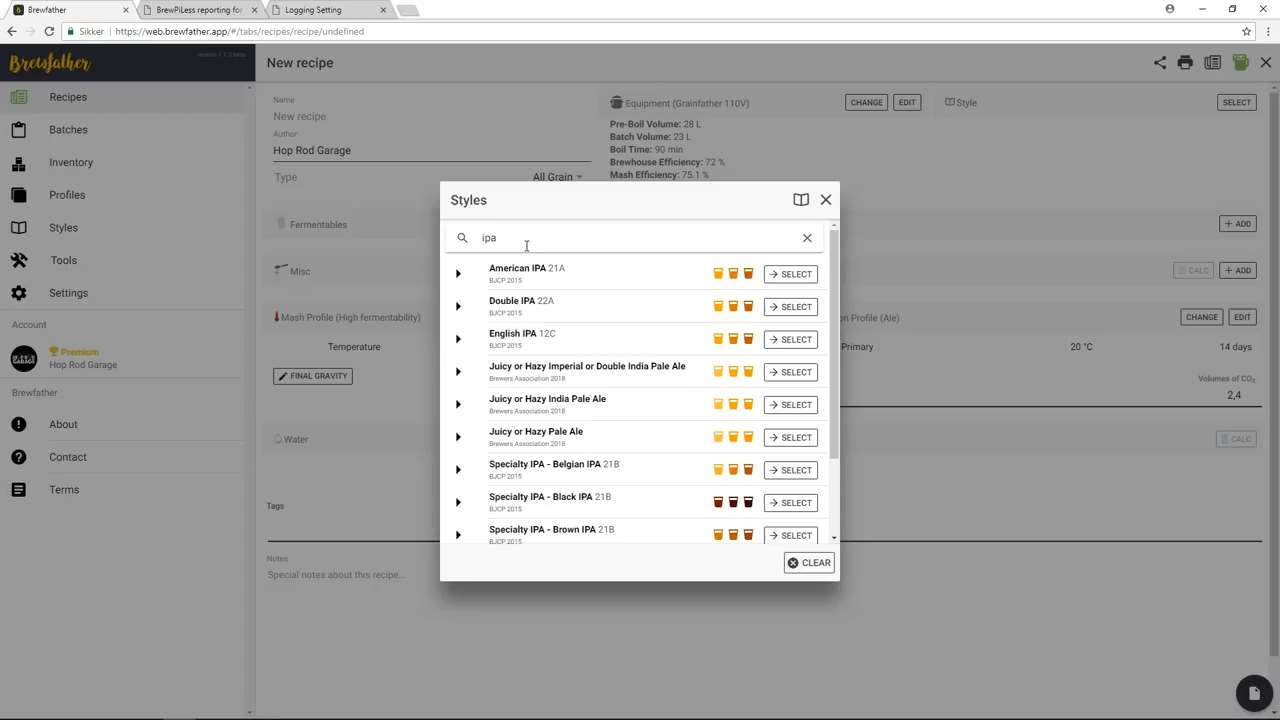 Brewfather
BrewPiLess reporting for
Logging Setting
Sikker
https://web.brewfather.app/#/tabs/recipes/recipe/undefined
Brewfather
version 1.1.3 beta
New recipe
Recipes
Batches
Inventory
Profiles
Styles
Tools
Settings
Account
Premium
Hop Rod Garage
Brewfather
About
Contact
Terms
Name
New recipe
Author
Hop Rod Garage
Type
All Grain
Equipment (Grainfather 110V)
CHANGE
EDIT
Pre-Boil Volume: 28 L
Batch Volume: 23 L
Boil Time: 90 min
Brewhouse Efficiency: 72 %
Mash Efficiency: 75.1 %
Style
SELECT
Fermentables
+ ADD
Misc
CALC
+ ADD
Mash Profile (High fermentability)
Temperature
FINAL GRAVITY
on Profile (Ale)
CHANGE
EDIT
Primary
20 °C
14 days
Volumes of CO2
2,4
Water
CALC
Tags
Notes
Special notes about this recipe...
Styles
ipa
American IPA 21A
BJCP 2015
SELECT
Double IPA 22A
BJCP 2015
SELECT
English IPA 12C
BJCP 2015
SELECT
Juicy or Hazy Imperial or Double India Pale Ale
Brewers Association 2018
SELECT
Juicy or Hazy India Pale Ale
Brewers Association 2018
SELECT
Juicy or Hazy Pale Ale
Brewers Association 2018
SELECT
Specialty IPA - Belgian IPA 21B
BJCP 2015
SELECT
Specialty IPA - Black IPA 21B
BJCP 2015
SELECT
Specialty IPA - Brown IPA 21B
BJCP 2015
SELECT
CLEAR